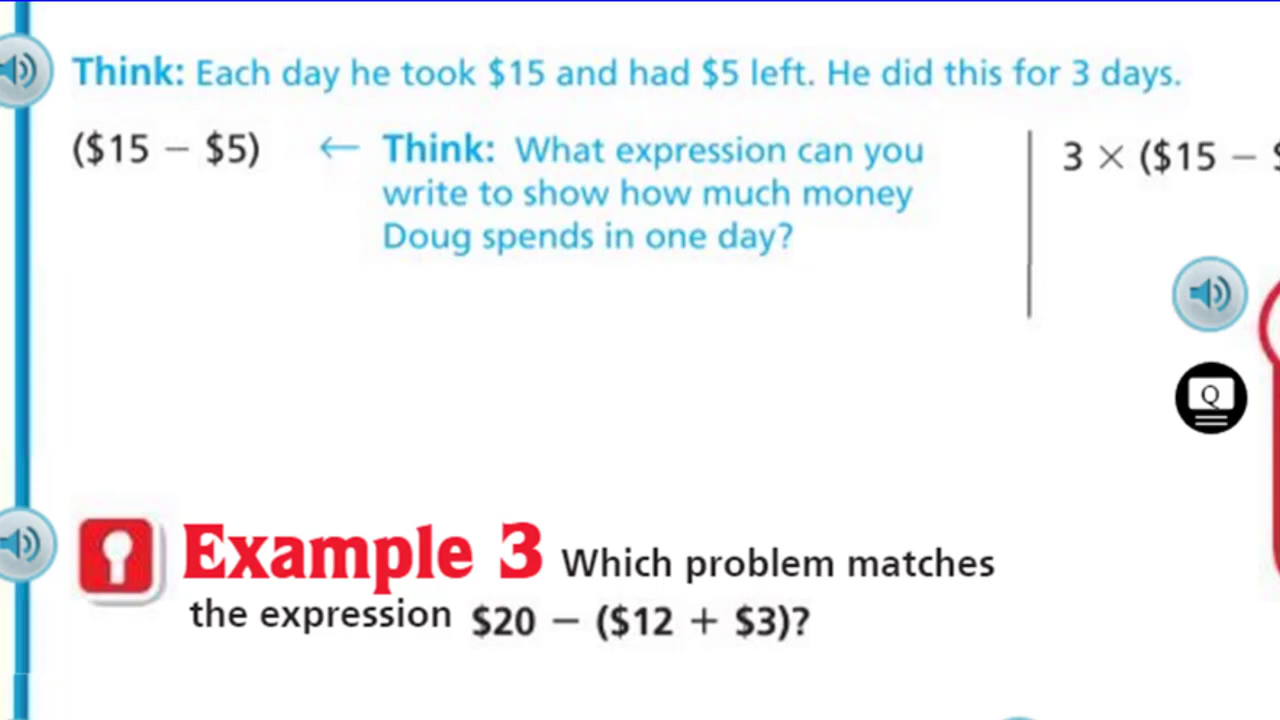 Think: Each day he took $15 and had $5 left. He did this for 3 days.
($15 − $5) ← Think: What expression can you
write to show how much money
Doug spends in one day?
3 × ($15 −
Q
Example 3 Which problem matches
the expression $20 − ($12 + $3)?